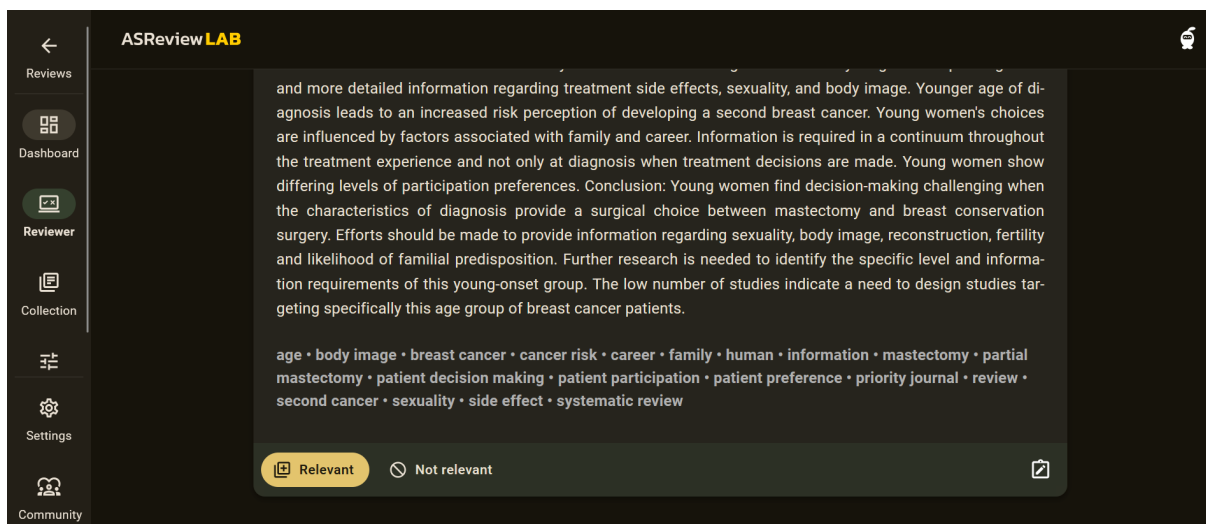 ASReview LAB
Reviews
Dashboard
Reviewer
Collection
Settings
Community
and more detailed information regarding treatment side effects, sexuality, and body image. Younger age of di-
agnosis leads to an increased risk perception of developing a second breast cancer. Young women's choices
are influenced by factors associated with family and career. Information is required in a continuum throughout
the treatment experience and not only at diagnosis when treatment decisions are made. Young women show
differing levels of participation preferences. Conclusion: Young women find decision-making challenging when
the characteristics of diagnosis provide a surgical choice between mastectomy and breast conservation
surgery. Efforts should be made to provide information regarding sexuality, body image, reconstruction, fertility
and likelihood of familial predisposition. Further research is needed to identify the specific level and informa-
tion requirements of this young-onset group. The low number of studies indicate a need to design studies tar-
geting specifically this age group of breast cancer patients.
age • body image • breast cancer • cancer risk • career • family • human • information • mastectomy • partial
mastectomy • patient decision making • patient participation • patient preference • priority journal • review •
second cancer • sexuality • side effect • systematic review
Relevant
Not relevant